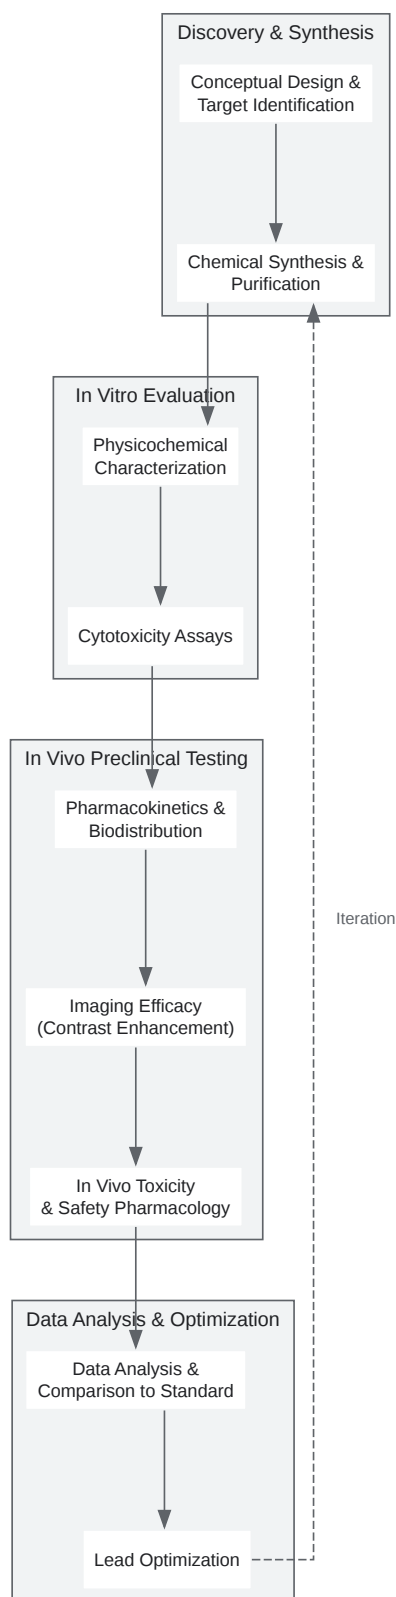 Discovery & Synthesis
Conceptual Design &
Target Identification
Chemical Synthesis &
Purification
In Vitro Evaluation
Physicochemical
Characterization
Cytotoxicity Assays
In Vivo Preclinical Testing
Pharmacokinetics &
Biodistribution
Iteration
Imaging Efficacy
(Contrast Enhancement)
In Vivo Toxicity
& Safety Pharmacology
Data Analysis & Optimization
Data Analysis &
Comparison to Standard
Lead Optimization